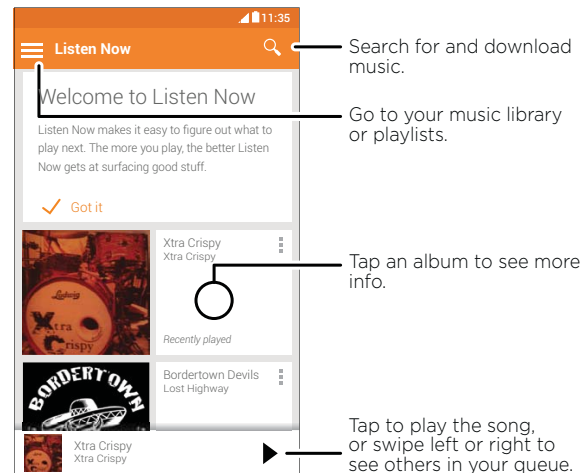 11:35
Listen Now
Search for and download
music.
Go to your music library
or playlists.
Welcome to Listen Now
Listen Now makes it easy to figure out what to
play next. The more you play, the better Listen
Now gets at surfacing good stuff.
Got it
Xtra Crispy
Xtra Crispy
Ludwig
Xtra
Crispy
Recently played
Tap an album to see more
info.
BORDERTOWN
Bordertown Devils
Lost Highway
Xtra Crispy
Xtra Crispy
Tap to play the song,
or swipe left or right to
see others in your queue.